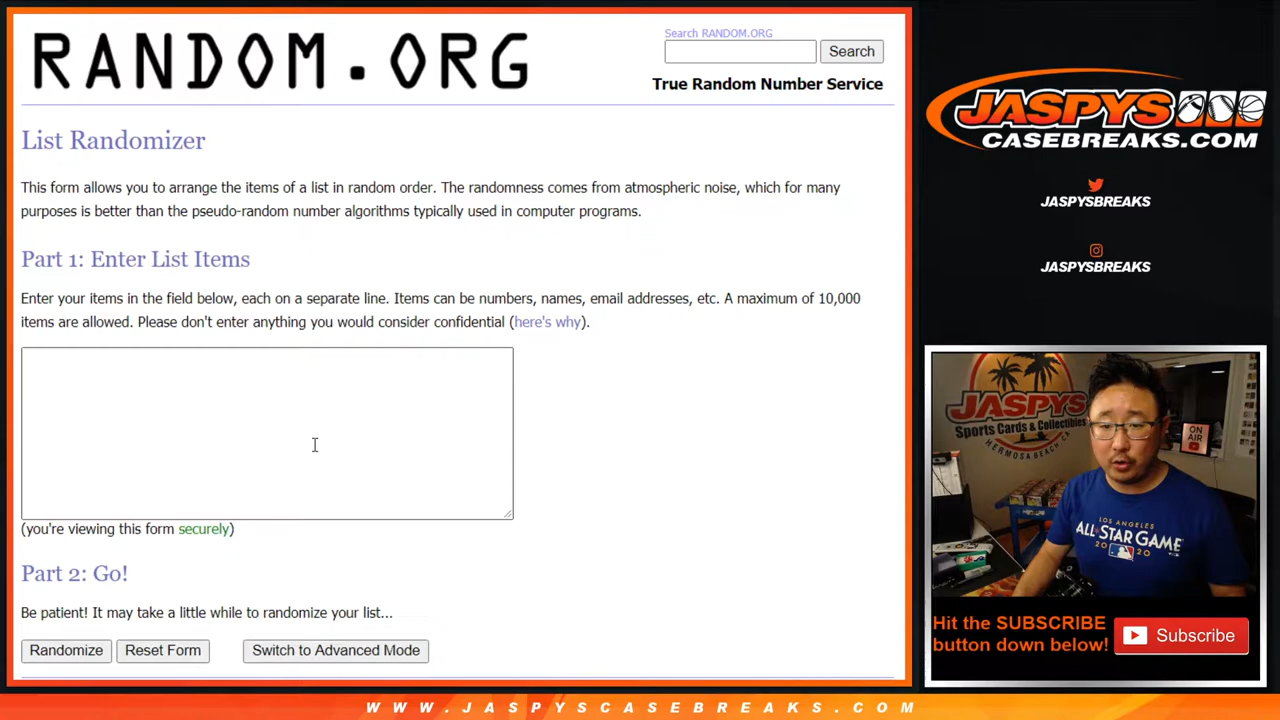 RANDOM.ORG
Search RANDOM.ORG
Search
True Random Number Service
List Randomizer
This form allows you to arrange the items of a list in random order. The randomness comes from atmospheric noise, which for many
purposes is better than the pseudo-random number algorithms typically used in computer programs.
Part 1: Enter List Items
Enter your items in the field below, each on a separate line. Items can be numbers, names, email addresses, etc. A maximum of 10,000
items are allowed. Please don't enter anything you would consider confidential (here's why).
(you're viewing this form securely)
Part 2: Go!
Be patient! It may take a little while to randomize your list...
Randomize
Reset Form
Switch to Advanced Mode
JASPYS
CASEBREAKS.COM
JASPYSBREAKS
JASPYSBREAKS
JASPYS
Sports Cards & Collectibles
HERMOSA BEACH CA
ON
AIR
LOS ANGELES
ALL STAR GAME
2020
Hit the SUBSCRIBE
button down below!
Subscribe
WWW.JASPYSCASEBREAKS.COM